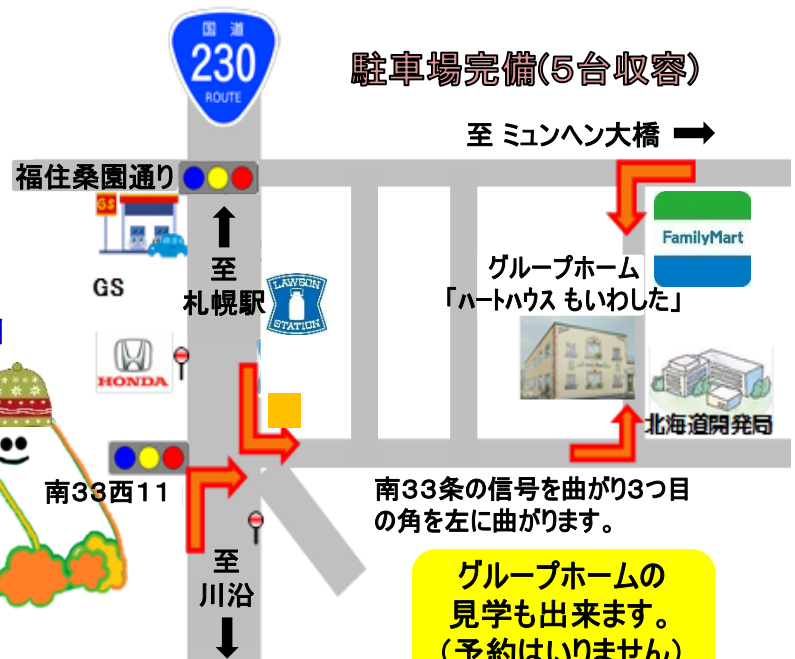 国道
230
ROUTE
駐車場完備(5台収容)
至 ミュンヘン大橋
福住桑園通り
GS
FamilyMart
至
札幌駅
GS
LAWSON
STATION
グループホーム
「ハートハウス もいわした」
HONDA
北海道開発局
南33西11
南33条の信号を曲がり3つ目
の角を左に曲がります。
至
川沿
グループホームの
見学も出来ます。
(予約はいりません)